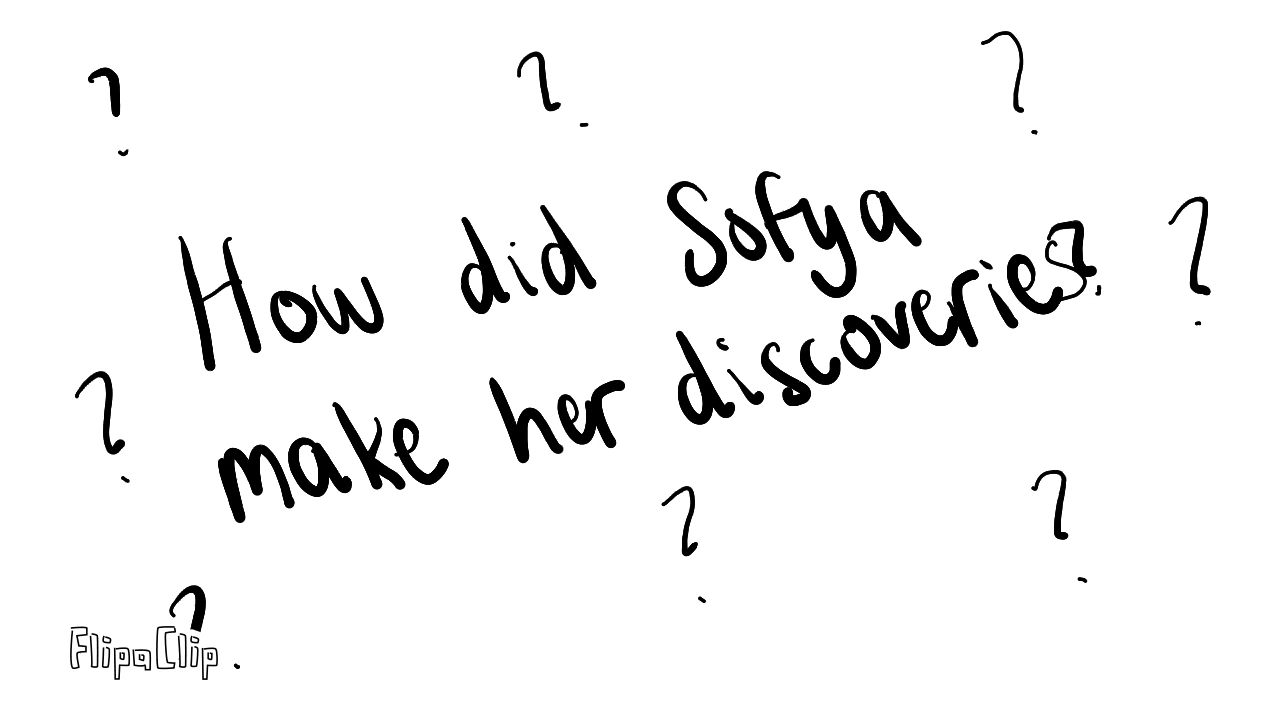 ? ? ?
How did Sofya
make her discoveries?
? ?
? ?
?
FlipaClip